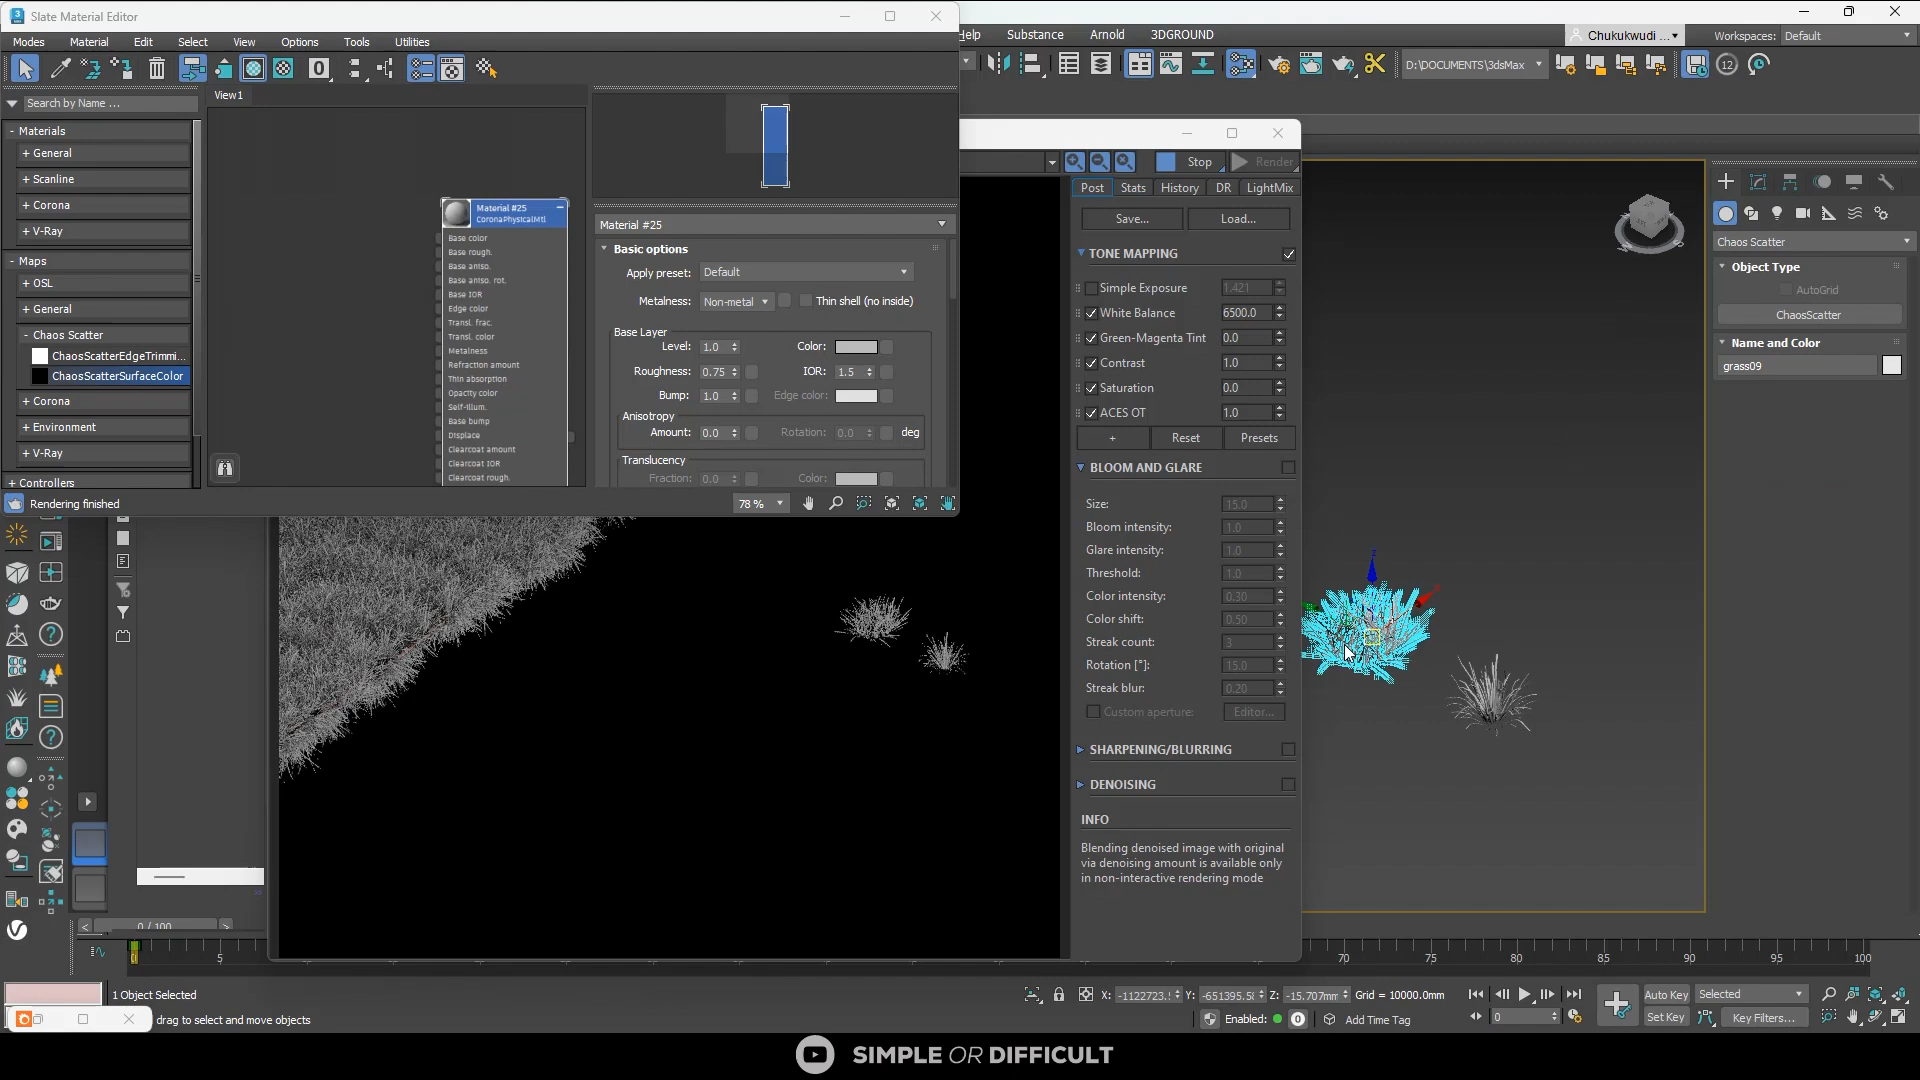 Slate Material Editor
Modes Material Edit Select View Options Tools Utilities
Search by Name ...
View1
- Materials
+ General
+ Scanline
+ Corona
+ V-Ray
- Maps
+ OSL
+ General
- Chaos Scatter
ChaosScatterEdgeTrimmi...
ChaosScatterSurfaceColor
+ Corona
+ Environment
+ V-Ray
+ Controllers
Rendering finished
Material #25
CoronaPhysicalMtl
Base color
Base rough.
Base aniso.
Base aniso. rot.
Base IOR
Edge color
Transl. frac.
Transl. color
Metalness
Refraction amount
Thin absorption
Opacity color
Self-Illum.
Base bump
Displace
Clearcoat amount
Clearcoat IOR
Clearcoat rough.
Material #25
Basic options
Apply preset: Default
Metalness: Non-metal Thin shell (no inside)
Base Layer
Level: 1.0 Color:
Roughness: 0.75 IOR: 1.5
Bump: 1.0 Edge color:
Anisotropy
Amount: 0.0 Rotation: 0.0 deg
Translucency
Fraction: 0.0 Color:
78 %
Help Substance Arnold 3DGROUND
Chukukwudi ... Workspaces: Default
D:\DOCUMENTS\3dsMax
12
Stop Render
Post Stats History DR LightMix
Save... Load...
TONE MAPPING
Simple Exposure 1.421
White Balance 6500.0
Green-Magenta Tint 0.0
Contrast 1.0
Saturation 0.0
ACES OT 1.0
+ Reset Presets
BLOOM AND GLARE
Size: 15.0
Bloom intensity: 1.0
Glare intensity: 1.0
Threshold: 1.0
Color intensity: 0.30
Color shift: 0.50
Streak count: 3
Rotation [°]: 15.0
Streak blur: 0.20
Custom aperture: Editor...
SHARPENING/BLURRING
DENOISING
INFO
Blending denoised image with original
via denoising amount is available only
in non-interactive rendering mode
Chaos Scatter
Object Type
AutoGrid
ChaosScatter
Name and Color
grass09
z
0 / 100
0 5 70 75 80 85 90 95 100
1 Object Selected
drag to select and move objects
X: -1122723. Y: -651395.5 Z: -15.707mm Grid = 10000.0mm
Enabled: 0 Add Time Tag
0
Auto Key Selected
Set Key Key Filters...
SIMPLE OR DIFFICULT